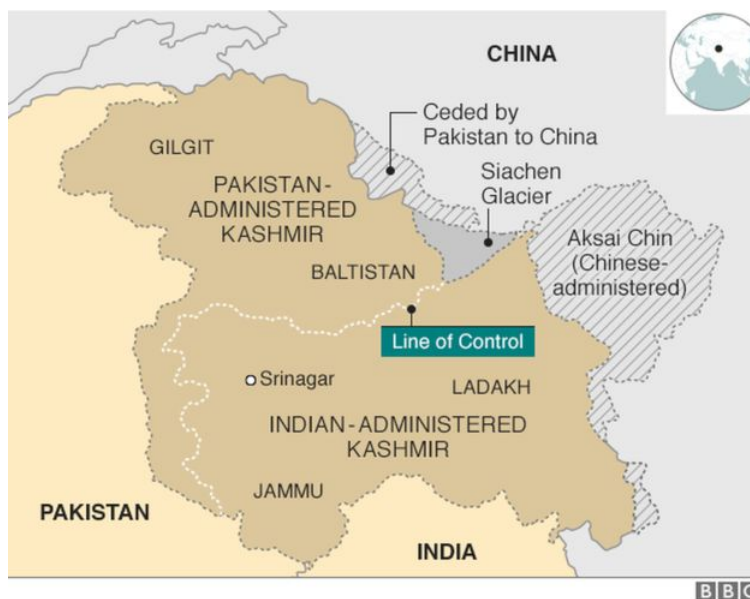 CHINA
Ceded by
Pakistan to China
GILGIT
Siachen
Glacier
PAKISTAN-
ADMINISTERED
KASHMIR
Aksai Chin
(Chinese-
administered)
BALTISTAN
Line of Control
Srinagar
LADAKH
INDIAN-ADMINISTERED
KASHMIR
JAMMU
PAKISTAN
INDIA
BBC